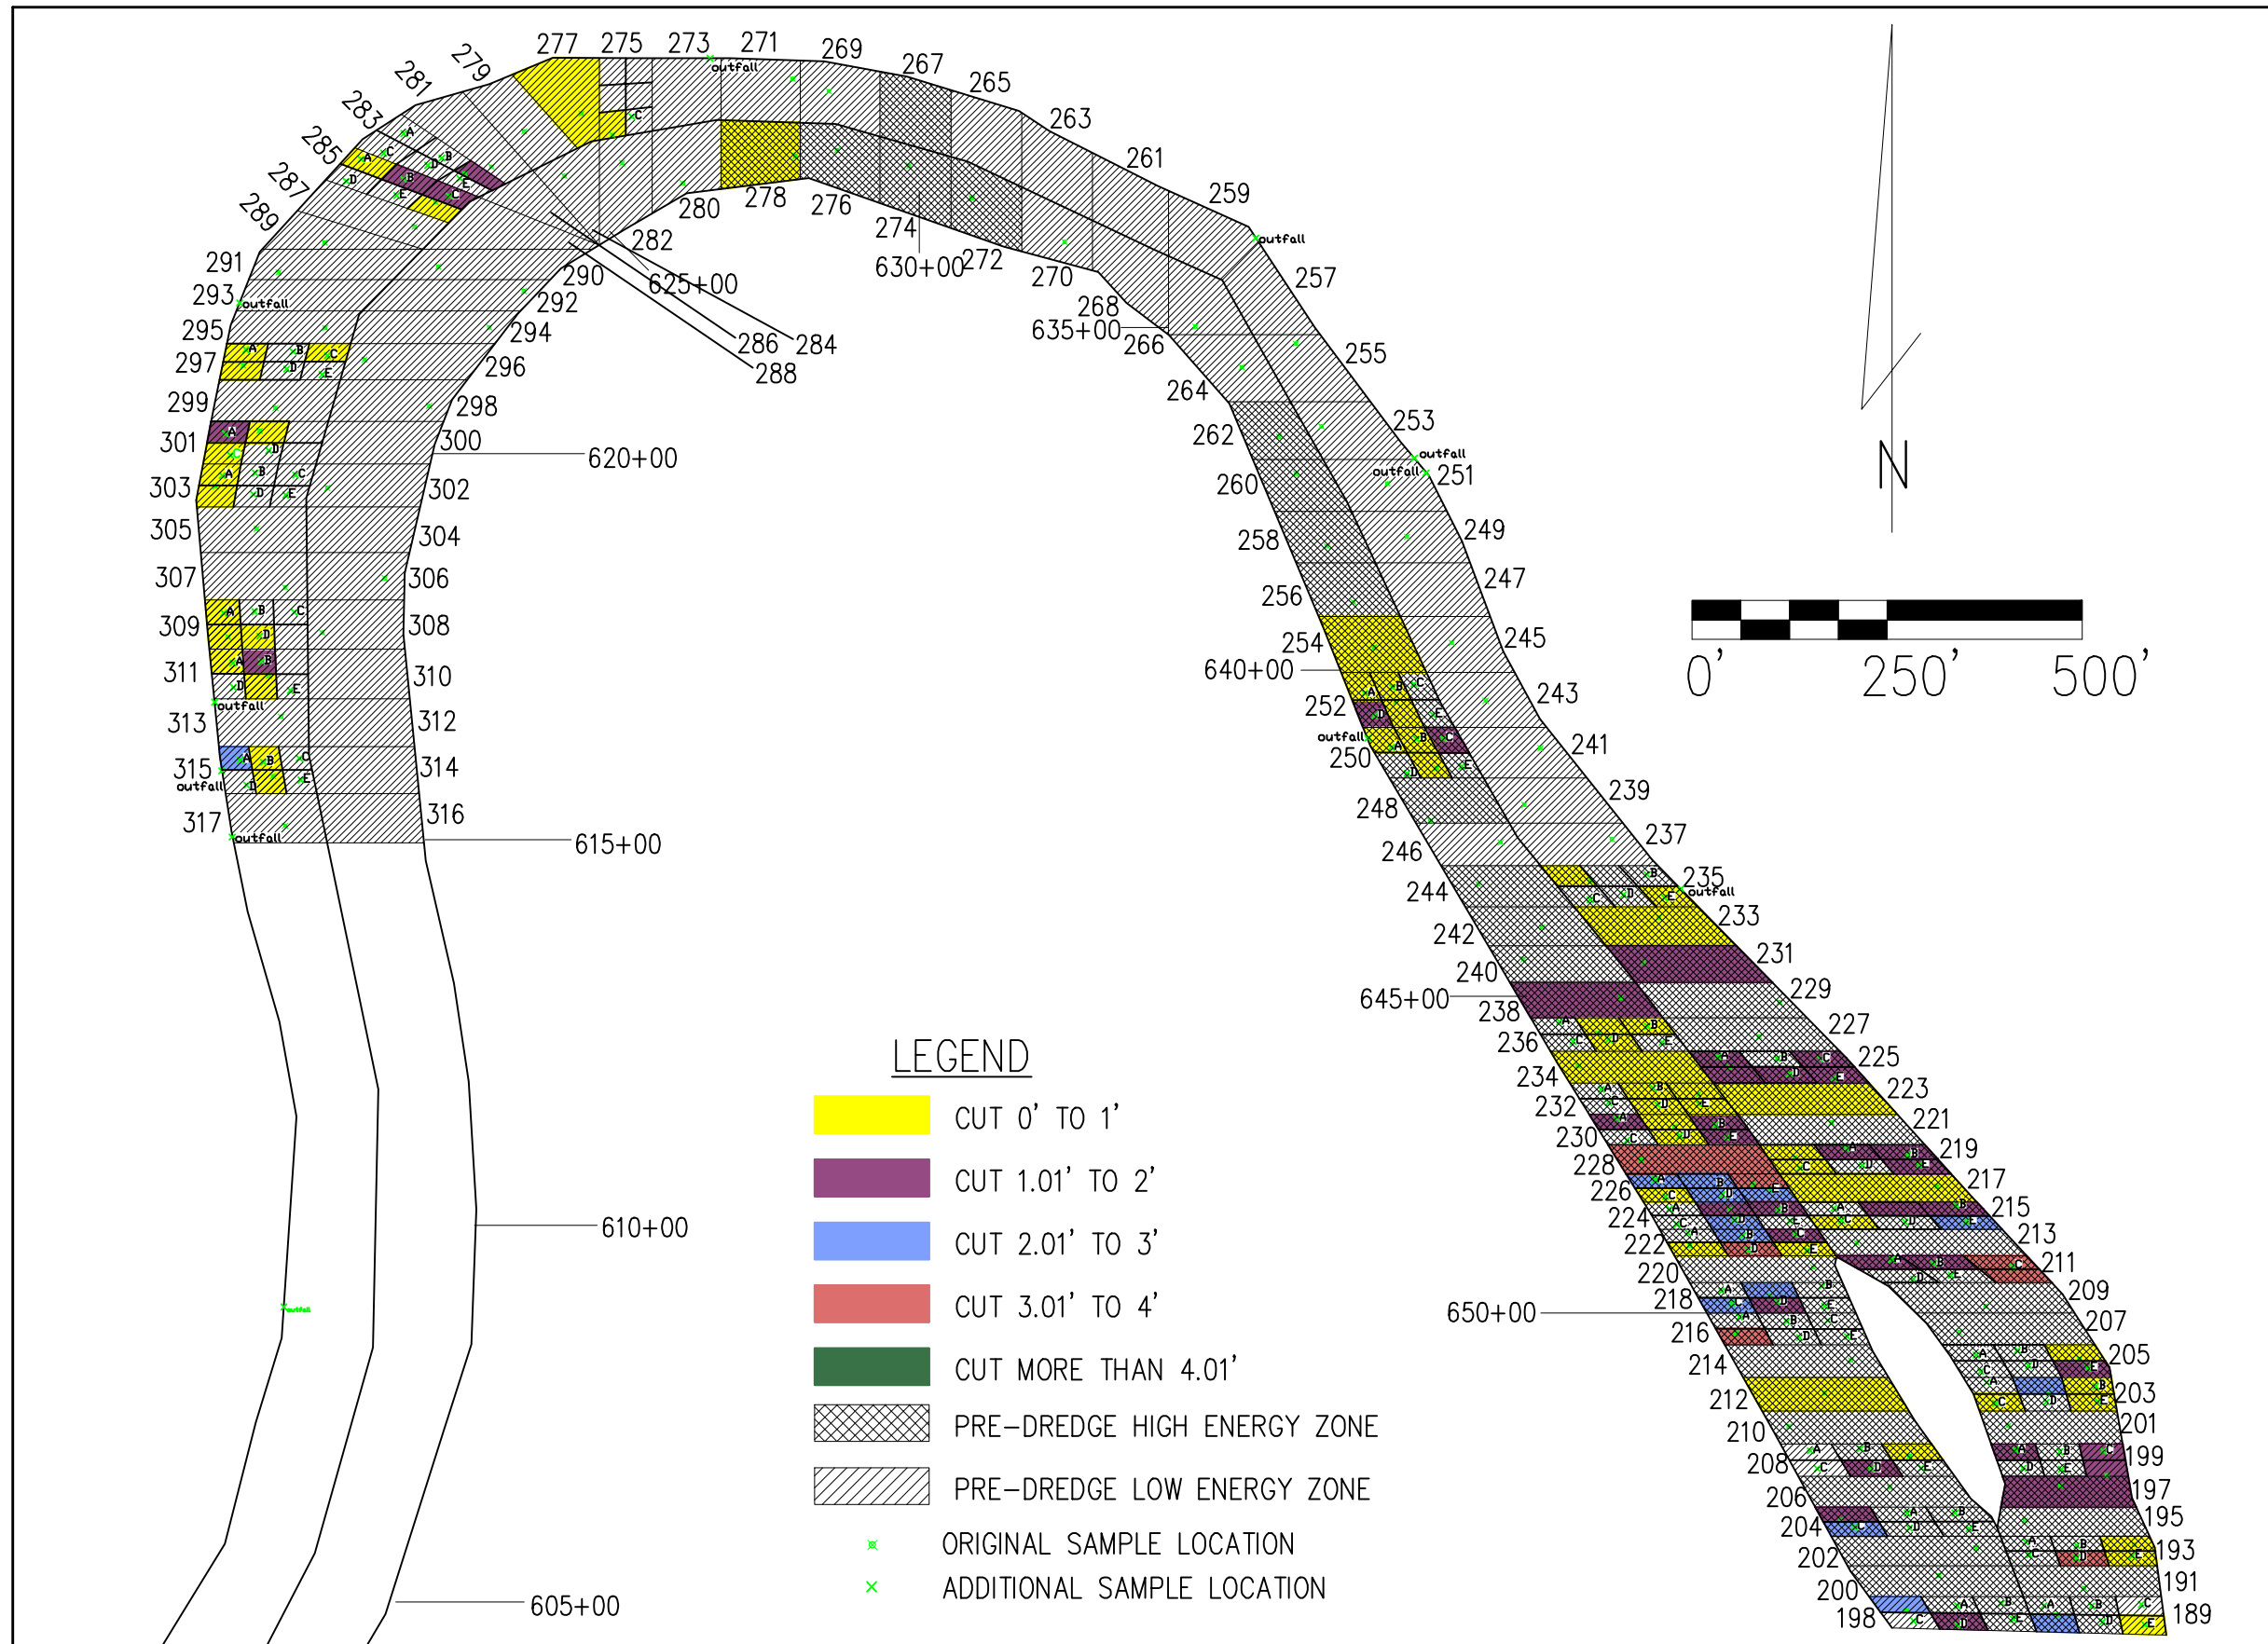 277 275 273 271 269 267 265 263 261 259 257 255 253 251 249 247 245 243 241 239 237 235 233 231 229 227 225 223 221 219 217 215 213 211 209 207 205 203 201 199 197 195 193 191 189
279
281
283
285
287
289
291
293
295
297
299
301
303
305
307
309
311
313
315
317
278 276 274 272 270 268 266 264 262 260 258 256 254 252 250 248 246 244 242 240 238 236 234 232 230 228 226 224 222 220 218 216 214 212 210 208 206 204 202 200 198
280
282
284
286
288
290
292
294
296
298
300
302
304
306
308
310
312
314
316
outfall
outfall
outfall
outfall
outfall
outfall
outfall
outfall
outfall
outfall
outfall
605+00
610+00
615+00
620+00
625+00
630+00
635+00
640+00
645+00
650+00
N
0' 250' 500'
LEGEND
CUT 0' TO 1'
CUT 1.01' TO 2'
CUT 2.01' TO 3'
CUT 3.01' TO 4'
CUT MORE THAN 4.01'
PRE-DREDGE HIGH ENERGY ZONE
PRE-DREDGE LOW ENERGY ZONE
ORIGINAL SAMPLE LOCATION
ADDITIONAL SAMPLE LOCATION